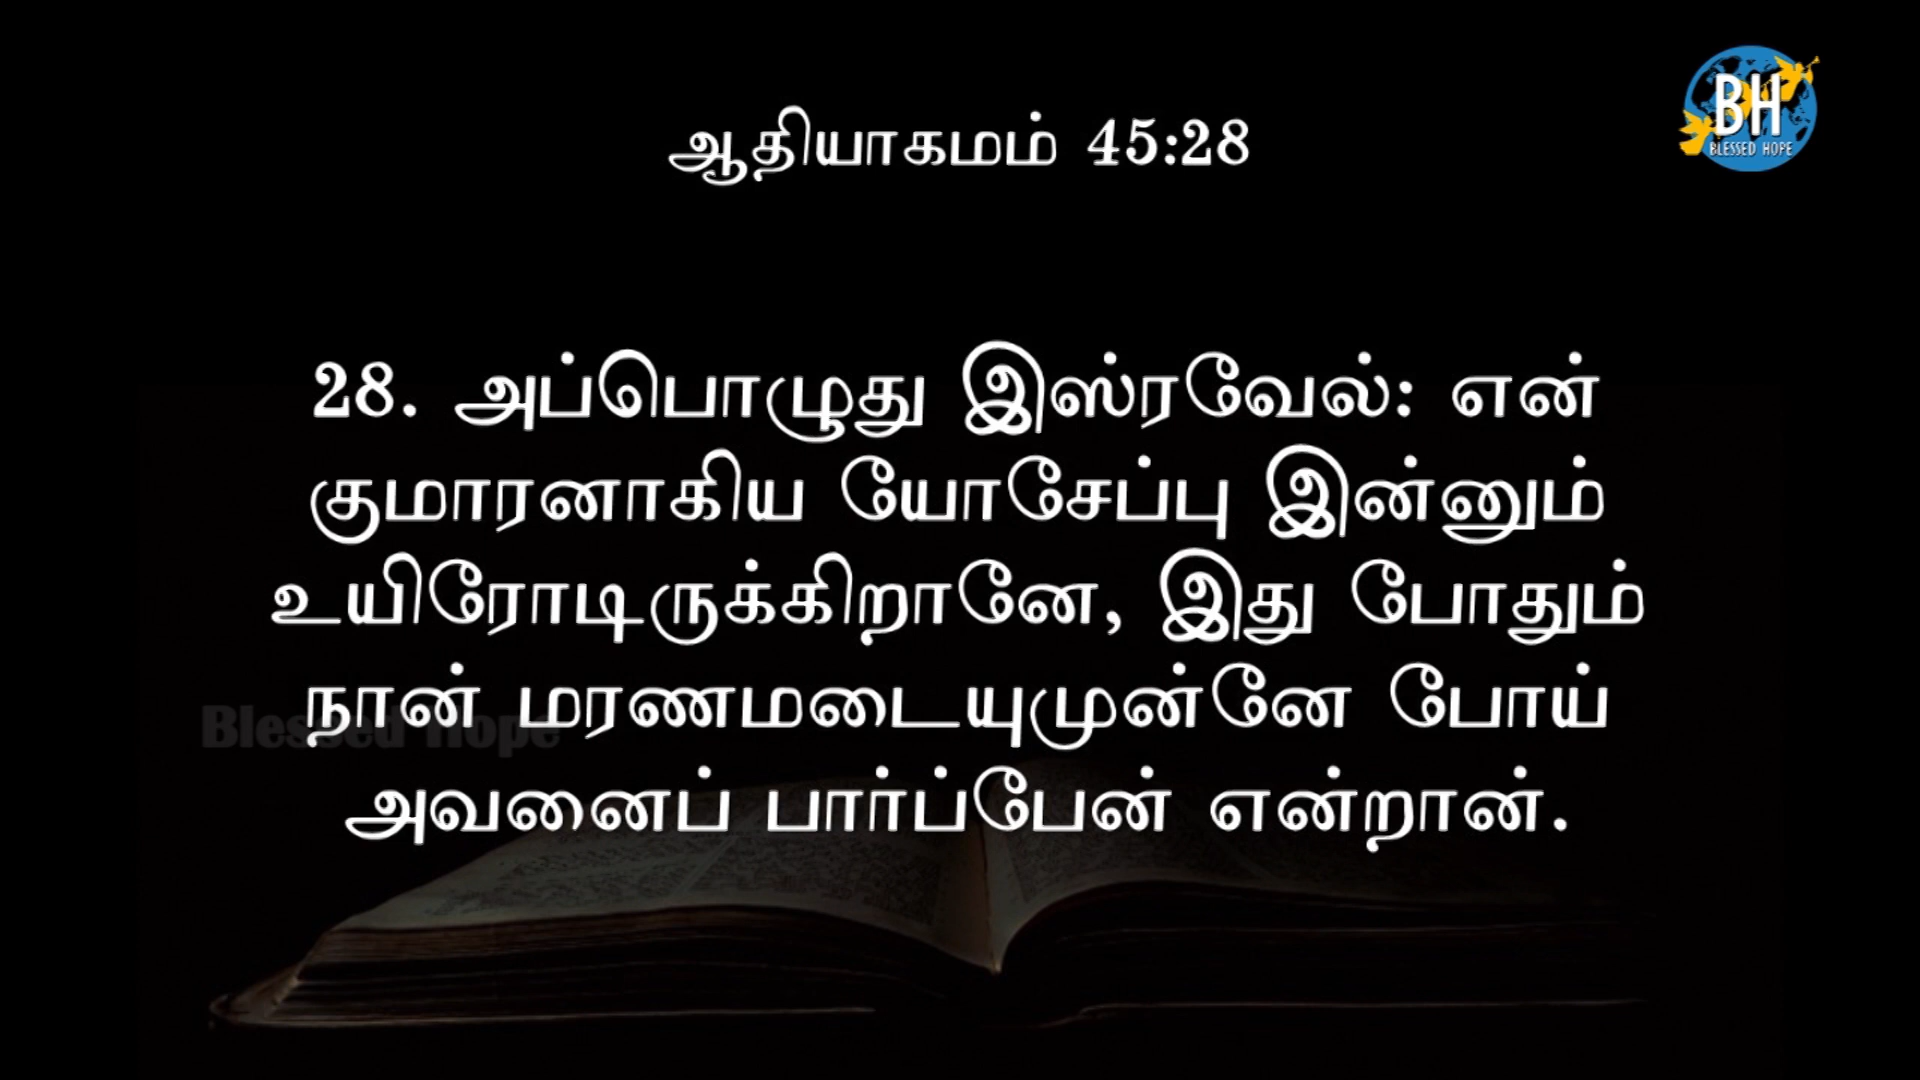 ஆதியாகமம் 45:28
BH
BLESSED HOPE
28. அப்பொழுது இஸ்ரவேல்: என்
குமாரனாகிய யோசேப்பு இன்னும்
உயிரோடிருக்கிறானே, இது போதும்
நான் மரணமடையுமுன்னே போய்
Blessed Hope
அவனைப் பார்ப்பேன் என்றான்.